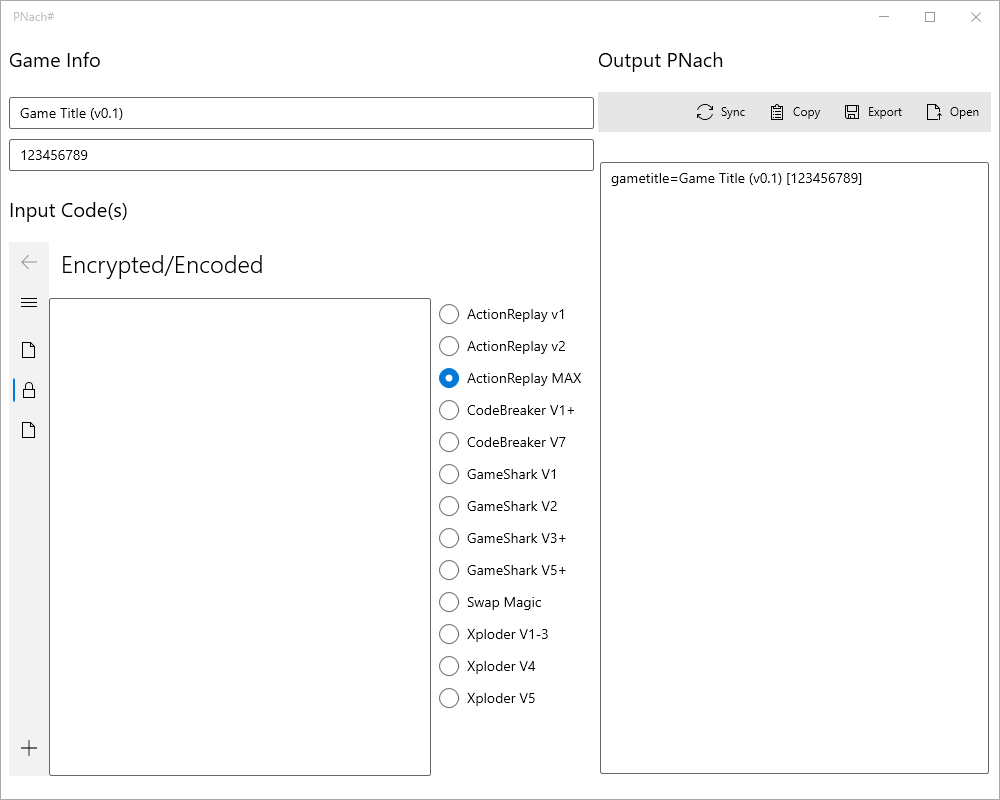 PNach#
Game Info
Game Title (v0.1)
123456789
Input Code(s)
Encrypted/Encoded
ActionReplay v1
ActionReplay v2
ActionReplay MAX
CodeBreaker V1+
CodeBreaker V7
GameShark V1
GameShark V2
GameShark V3+
GameShark V5+
Swap Magic
Xploder V1-3
Xploder V4
Xploder V5
Output PNach
Sync Copy Export Open
gametitle=Game Title (v0.1) [123456789]